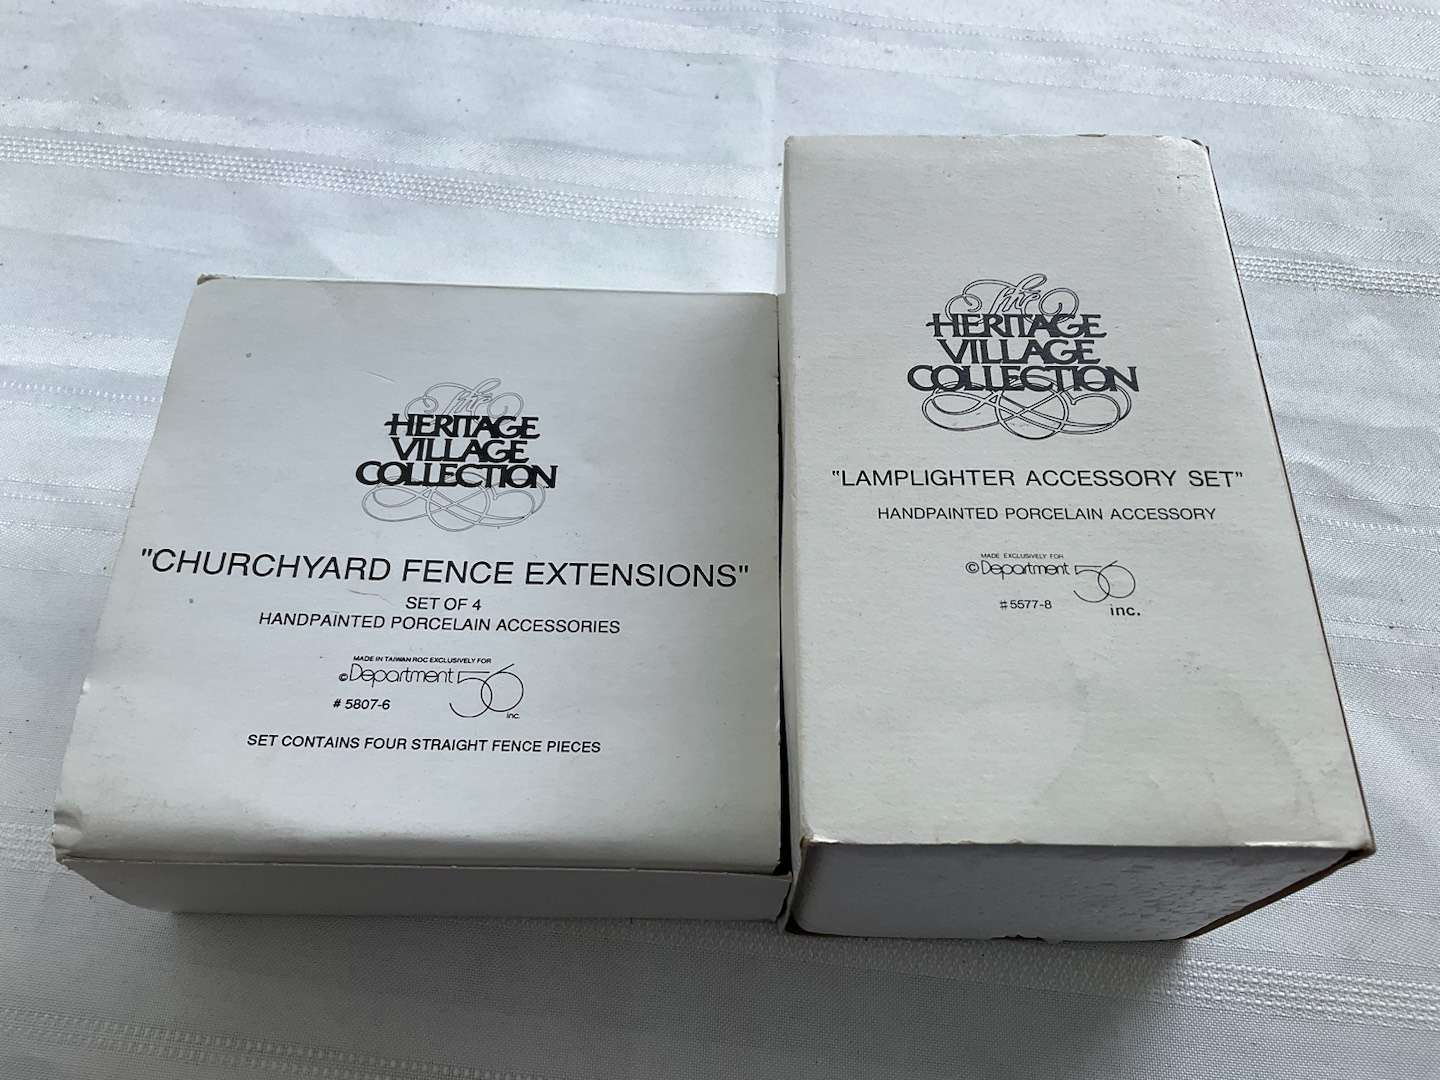 The
HERITAGE
VILLAGE
COLLECTION
"CHURCHYARD FENCE EXTENSIONS"
SET OF 4
HANDPAINTED PORCELAIN ACCESSORIES
MADE IN TAIWAN ROC EXCLUSIVELY FOR
©Department 56
inc.
# 5807-6
SET CONTAINS FOUR STRAIGHT FENCE PIECES
The
HERITAGE
VILLAGE
COLLECTION
"LAMPLIGHTER ACCESSORY SET"
HANDPAINTED PORCELAIN ACCESSORY
MADE EXCLUSIVELY FOR
©Department 56
#5577-8 inc.